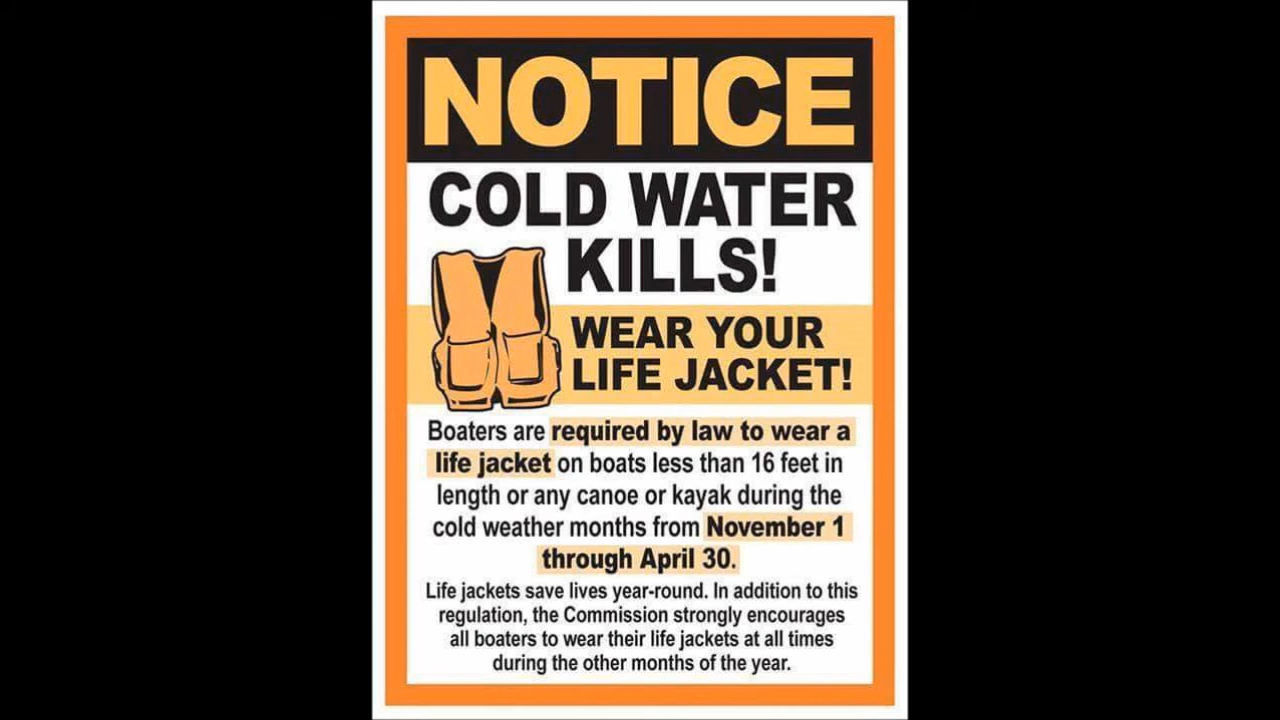 NOTICE
COLD WATER
KILLS!
WEAR YOUR
LIFE JACKET!
Boaters are required by law to wear a
life jacket on boats less than 16 feet in
length or any canoe or kayak during the
cold weather months from November 1
through April 30.
Life jackets save lives year-round. In addition to this
regulation, the Commission strongly encourages
all boaters to wear their life jackets at all times
during the other months of the year.